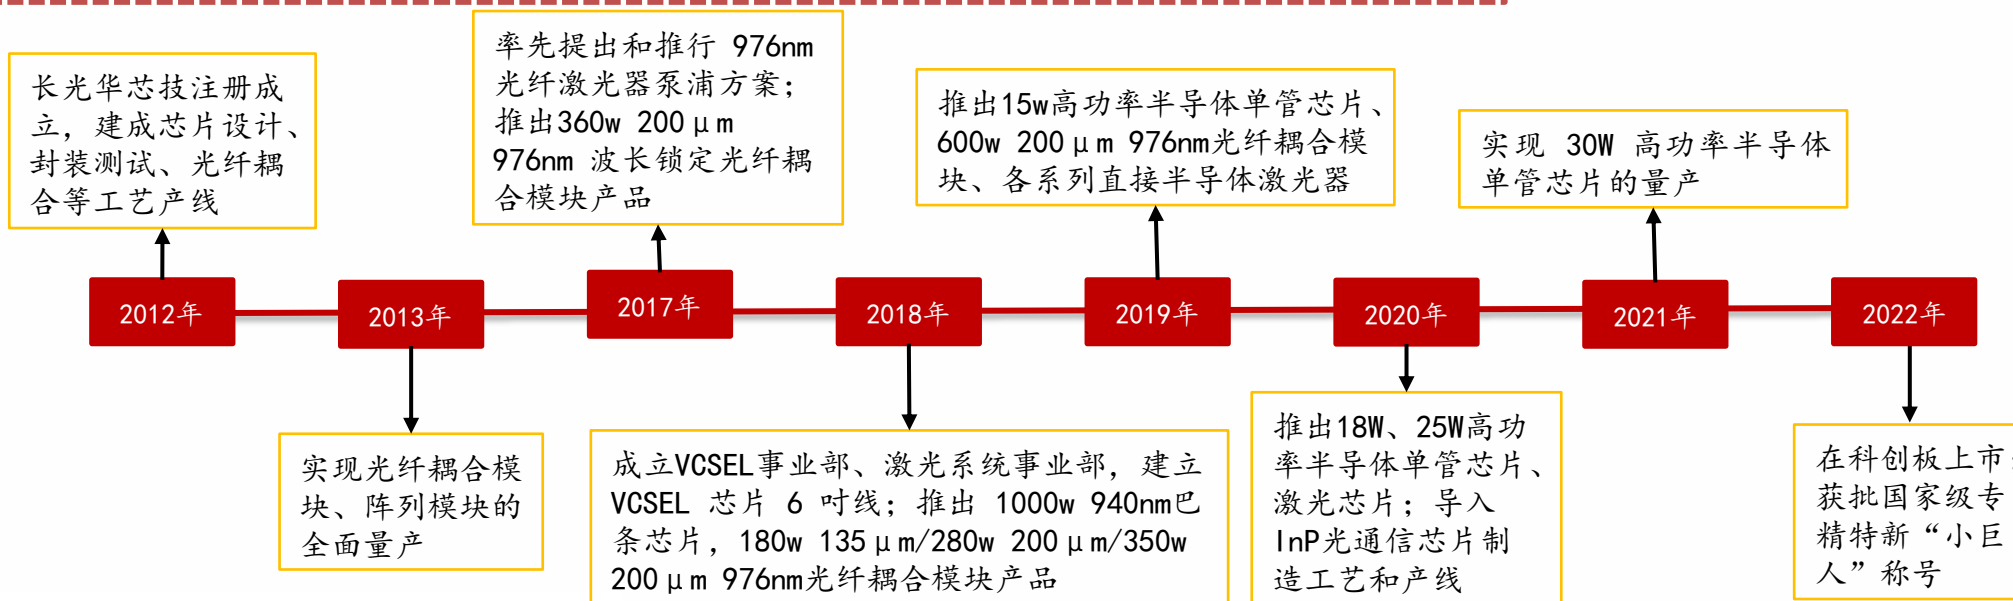 长光华芯技注册成
立，建成芯片设计、
封装测试、光纤耦
合等工艺产线
率先提出和推行 976nm
光纤激光器泵浦方案；
推出360w 200μm
976nm 波长锁定光纤耦
合模块产品
推出15w高功率半导体单管芯片、
600w 200μm 976nm光纤耦合模
块、各系列直接半导体激光器
实现 30W 高功率半导体
单管芯片的量产
2012年
2013年
2017年
2018年
2019年
2020年
2021年
2022年
实现光纤耦合模
块、阵列模块的
全面量产
成立VCSEL事业部、激光系统事业部，建立
VCSEL 芯片 6 吋线；推出 1000w 940nm巴
条芯片，180w 135μm/280w 200μm/350w
200μm 976nm光纤耦合模块产品
推出18W、25W高功
率半导体单管芯片、
激光芯片；导入
InP光通信芯片制
造工艺和产线
在科创板上市
获批国家级专
精特新“小巨
人”称号